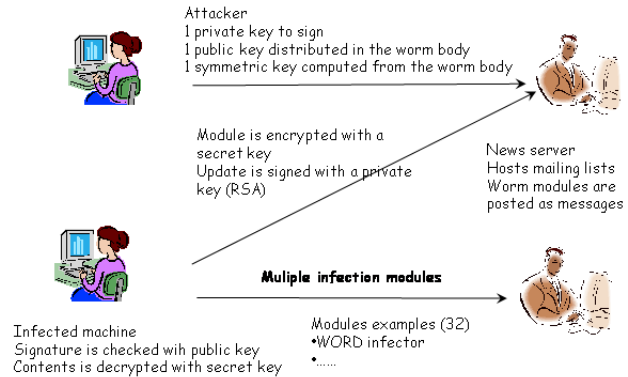 Attacker
1 private key to sign
1 public key distributed in the worm body
1 symmetric key computed from the worm body
Module is encrypted with a
secret key
Update is signed with a private
key (RSA)
News server
Hosts mailing lists
Worm modules are
posted as messages
Muliple infection modules
Infected machine
Signature is checked wih public key
Contents is decrypted with secret key
Modules examples (32)
•WORD infector
•......